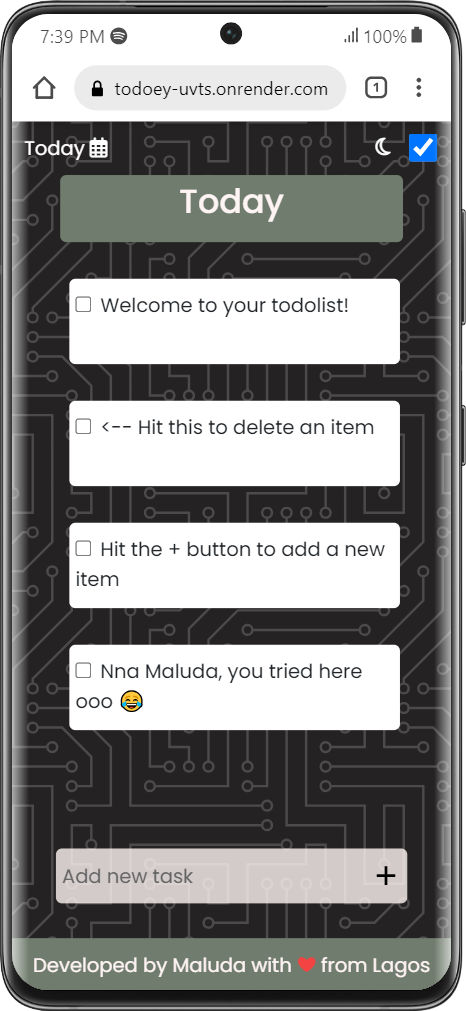 7:39 PM 100%
todoey-uvts.onrender.com 1
Today
Today
Welcome to your todolist!
<-- Hit this to delete an item
Hit the + button to add a new
item
Nna Maluda, you tried here
ooo 😂
Add new task +
Developed by Maluda with ❤ from Lagos